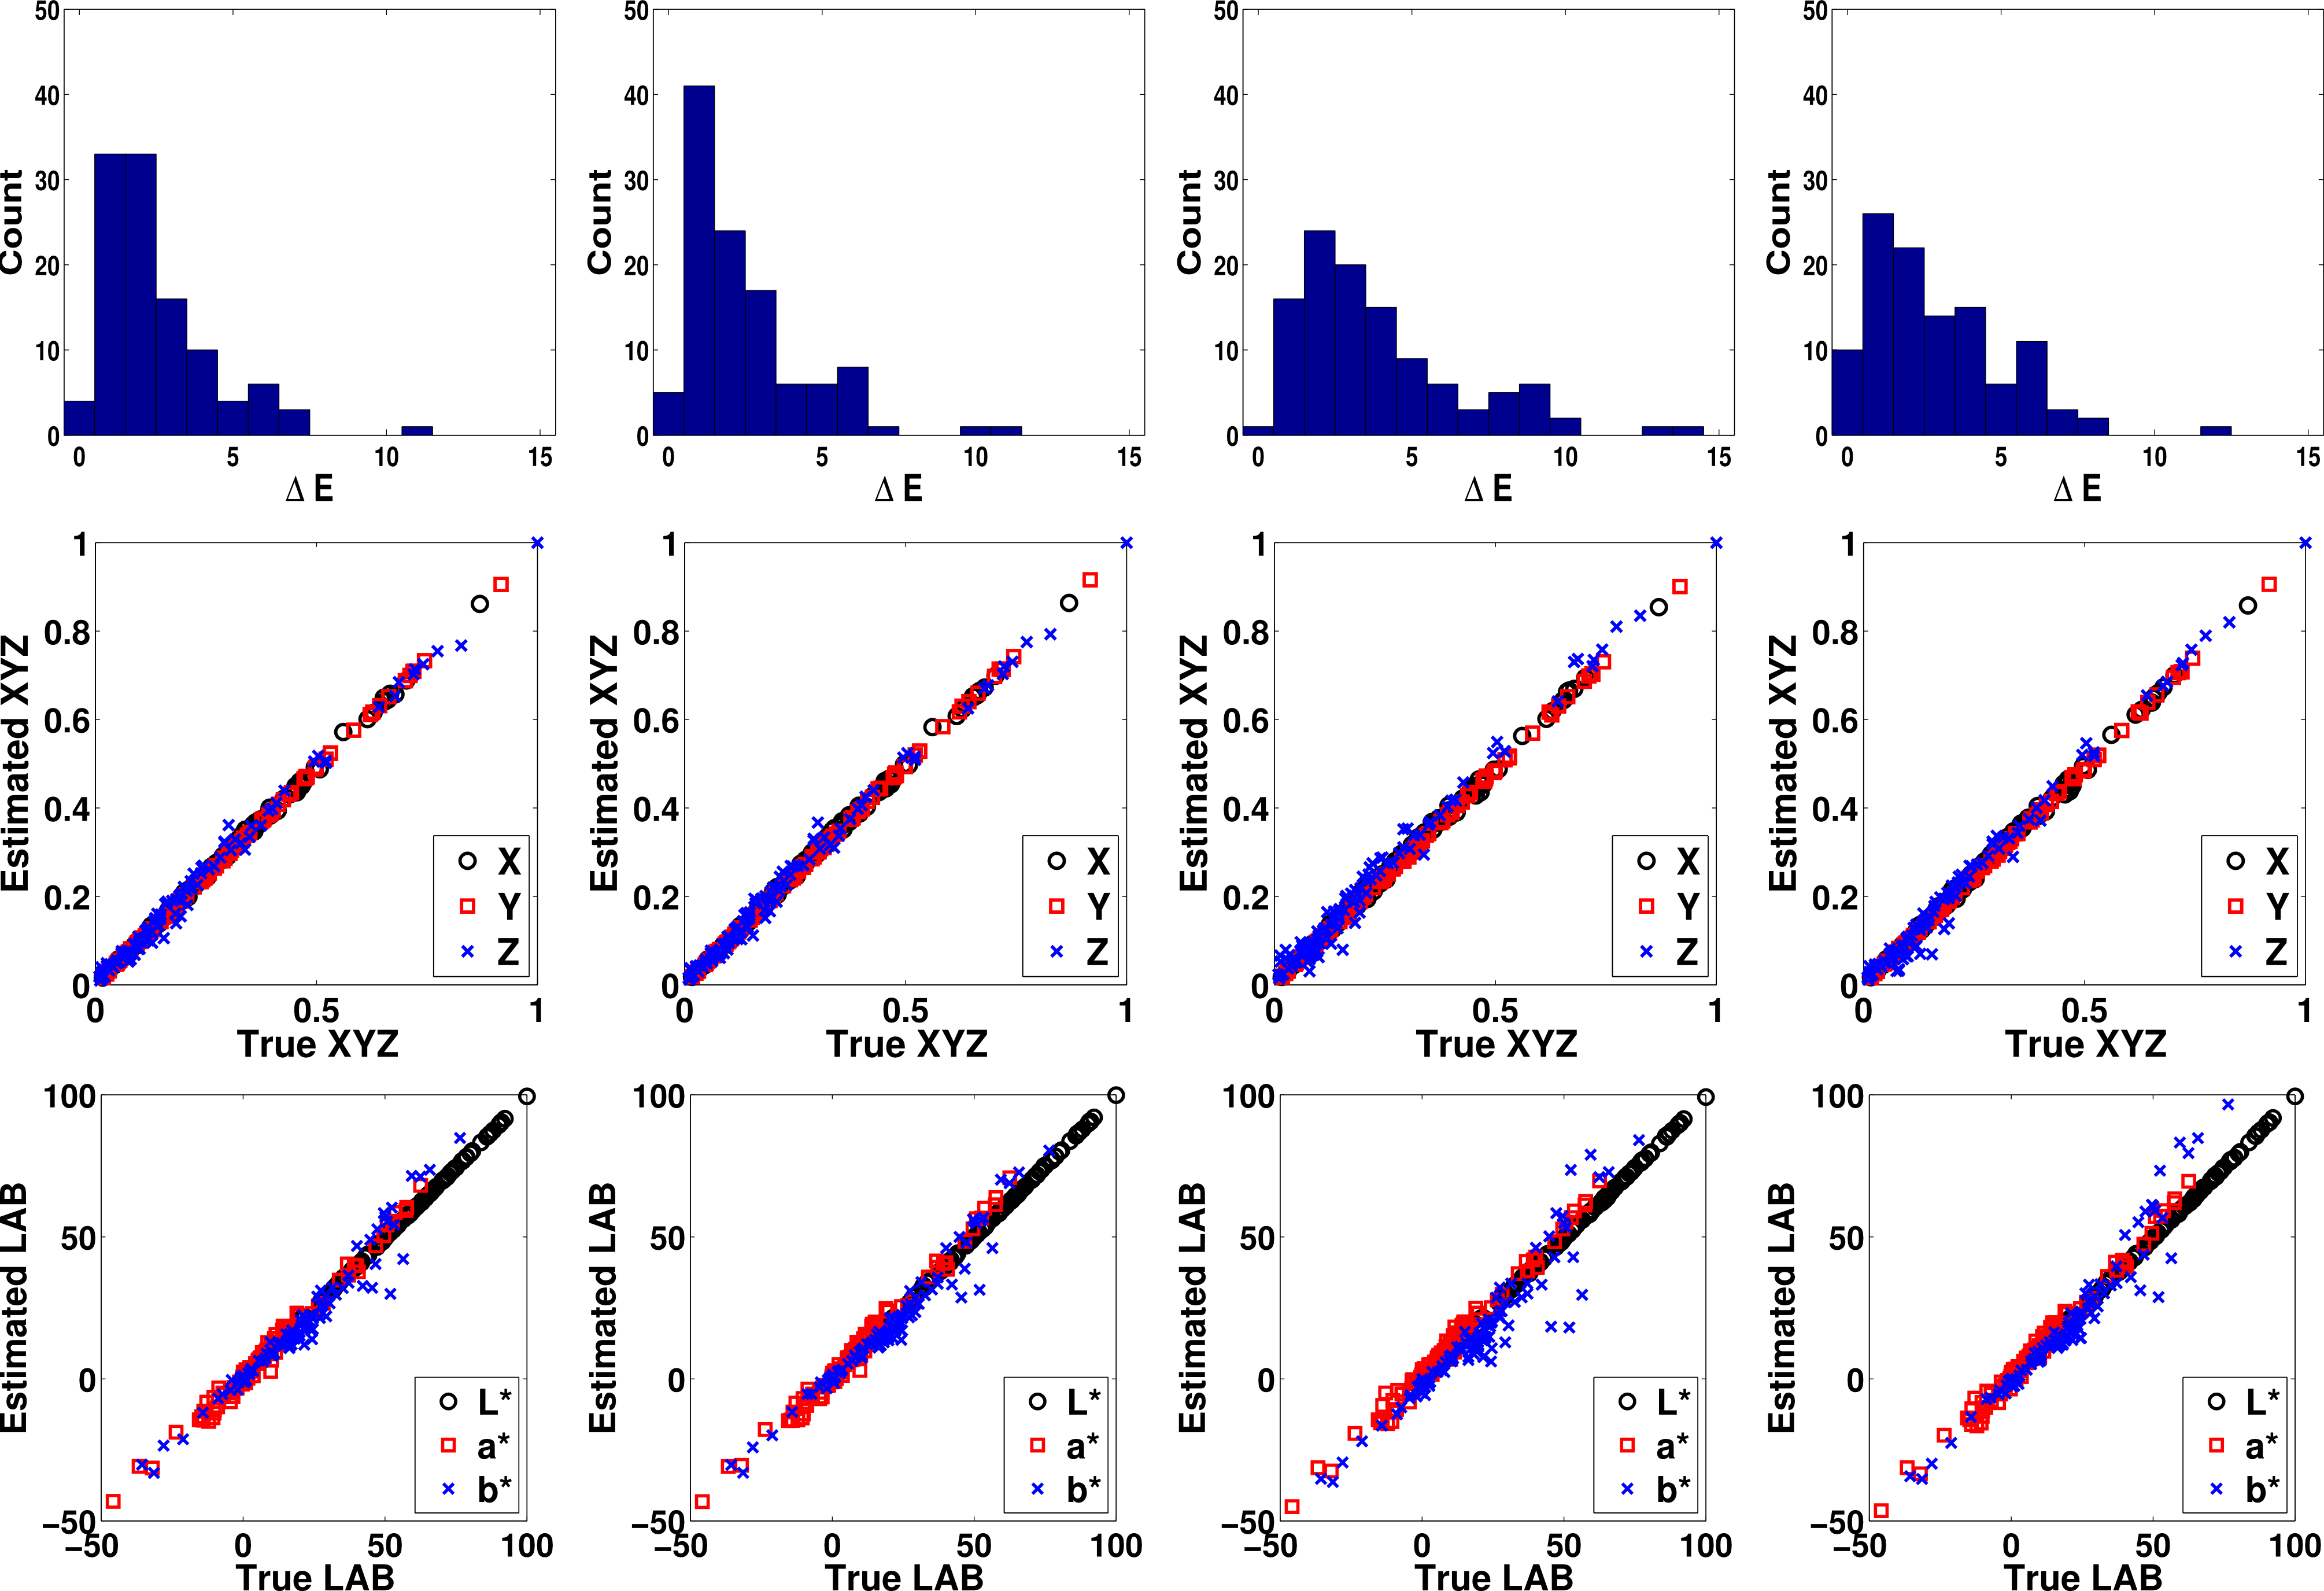 50 50 50 50
40 40 40 40
30 30 30 30
Count Count Count Count
20 20 20 20
10 10 10 10
0 0 0 0
0 5 10 15 0 5 10 15 0 5 10 15 0 5 10 15
Δ E Δ E Δ E Δ E
1 1 1 1
0.8 0.8 0.8 0.8
Estimated XYZ Estimated XYZ Estimated XYZ Estimated XYZ
0.6 0.6 0.6 0.6
0.4 0.4 0.4 0.4
X X X X
0.2 Y 0.2 Y 0.2 Y 0.2 Y
Z Z Z Z
0 0 0 0
0 0.5 1 0 0.5 1 0 0.5 1 0 0.5 1
True XYZ True XYZ True XYZ True XYZ
100 100 100 100
Estimated LAB Estimated LAB Estimated LAB Estimated LAB
50 50 50 50
0 0 0 0
L* L* L* L*
a* a* a* a*
b* b* b* b*
−50 −50 −50 −50
−50 0 50 100 −50 0 50 100 −50 0 50 100 −50 0 50 100
True LAB True LAB True LAB True LAB